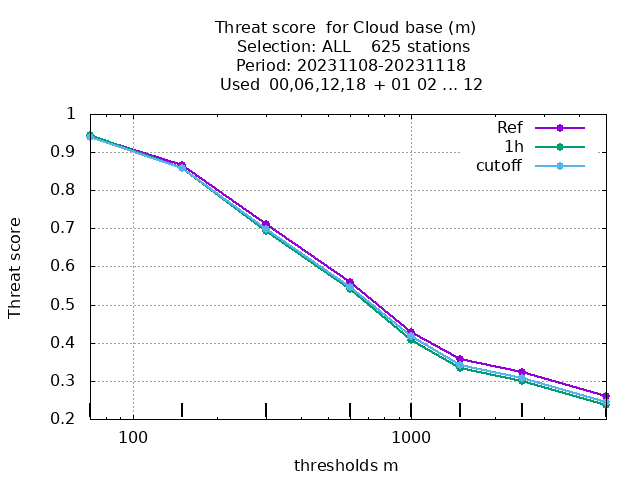 Threat score  for Cloud base (m)
Selection: ALL    625 stations
Period: 20231108-20231118
Used 00,06,12,18 + 01 02 ... 12
Ref
1h
cutoff
Threat score
1
0.9
0.8
0.7
0.6
0.5
0.4
0.3
0.2
100
1000
thresholds m